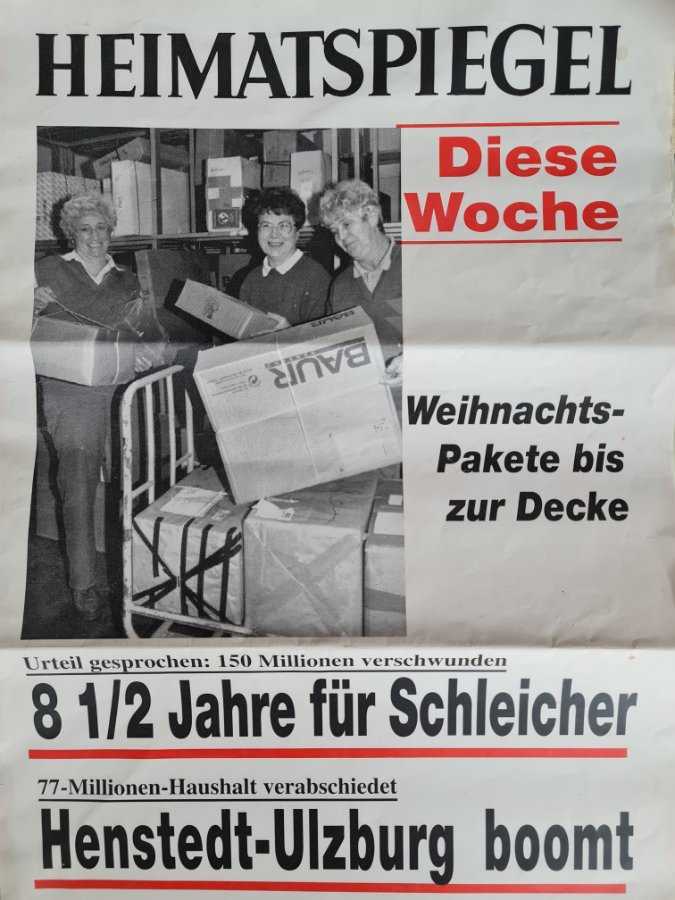 HEIMATSPIEGEL
Diese
Woche
BAUR
Weihnachts-
Pakete bis
zur Decke
Urteil gesprochen: 150 Millionen verschwunden
8 1/2 Jahre für Schleicher
77-Millionen-Haushalt verabschiedet
Henstedt-Ulzburg boomt